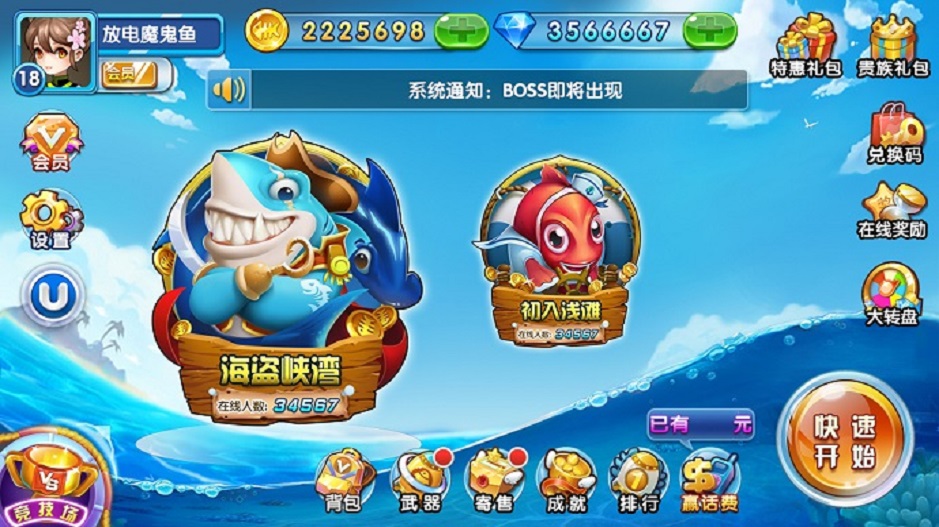 放电魔鬼鱼
18
会员
2225698
3566667
特惠礼包
贵族礼包
系统通知：BOSS即将出现
会员
兑换码
设置
在线奖励
U
大转盘
初入浅滩
在线人数: 34567
海盗峡湾
在线人数: 34567
已有 元
快速
开始
VS
竞技场
背包
武器
寄售
成就
排行
赢话费